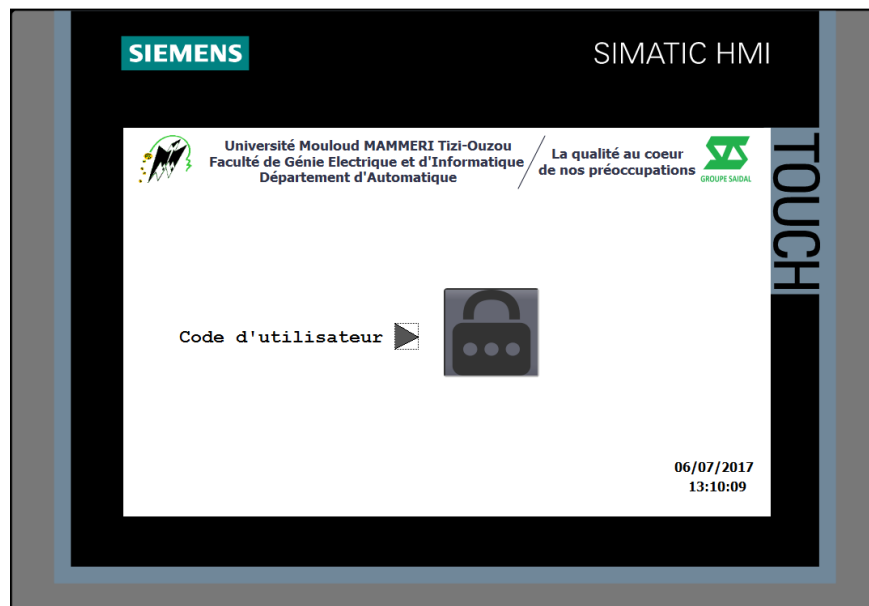 SIEMENS
SIMATIC HMI
TOUCH
Université Mouloud MAMMERI Tizi-Ouzou
Faculté de Génie Electrique et d'Informatique
Département d'Automatique
La qualité au coeur
de nos préoccupations
GROUPE SAIDAL
Code d'utilisateur
06/07/2017
13:10:09